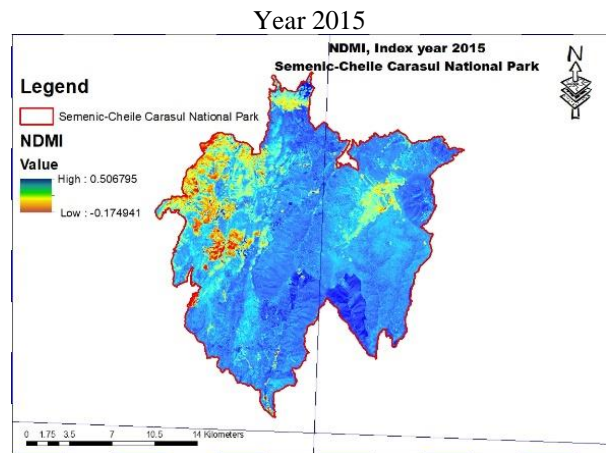 Year 2015
NDMI, Index year 2015
Semenic-Cheile Carasul National Park
N
Legend
Semenic-Cheile Carasul National Park
NDMI
Value
High : 0.506795
Low : -0.174941
0 1.75 3.5 7 10.5 14 Kilometers